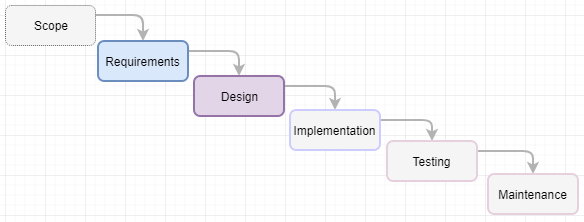 Scope
Requirements
Design
Implementation
Testing
Maintenance